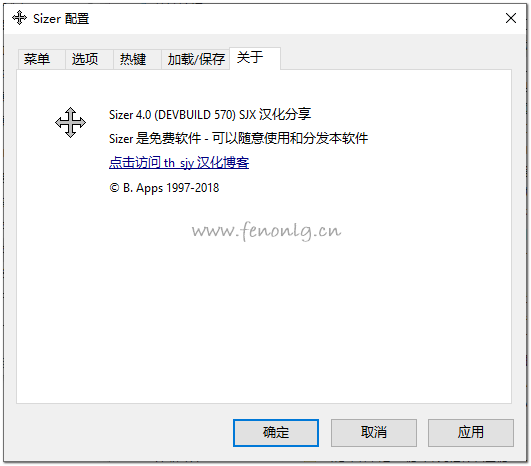 Sizer 配置
菜单 选项 热键 加载/保存 关于
Sizer 4.0 (DEVBUILD 570) SJX 汉化分享
Sizer 是免费软件 - 可以随意使用和分发本软件
点击访问 th_sjy 汉化博客
© B. Apps 1997-2018
www.fenonlg.cn
确定 取消 应用